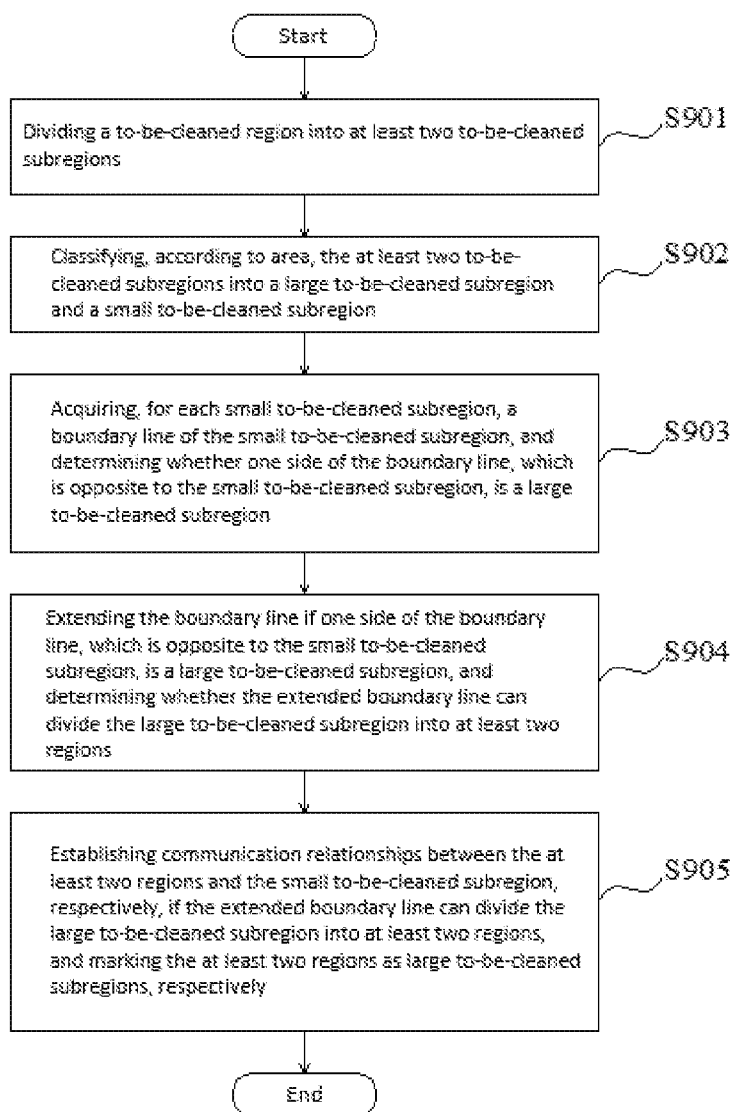 Start
Dividing a to-be-cleaned region into at least two to-be-cleaned
subregions
S901
Classifying, according to area, the at least two to-be-
cleaned subregions into a large to-be-cleaned subregion
and a small to-be-cleaned subregion
S902
Acquiring, for each small to-be-cleaned subregion, a
boundary line of the small to-be-cleaned subregion, and
determining whether one side of the boundary line, which
is opposite to the small to-be-cleaned subregion, is a large
to-be-cleaned subregion
S903
Extending the boundary line if one side of the boundary
line, which is opposite to the small to-be-cleaned
subregion, is a large to-be-cleaned subregion, and
determining whether the extended boundary line can
divide the large to-be-cleaned subregion into at least two
regions
S904
Establishing communication relationships between the at
least two regions and the small to-be-cleaned subregion,
respectively, if the extended boundary line can divide the
large to-be-cleaned subregion into at least two regions,
and marking the at least two regions as large to-be-cleaned
subregions, respectively
S905
End